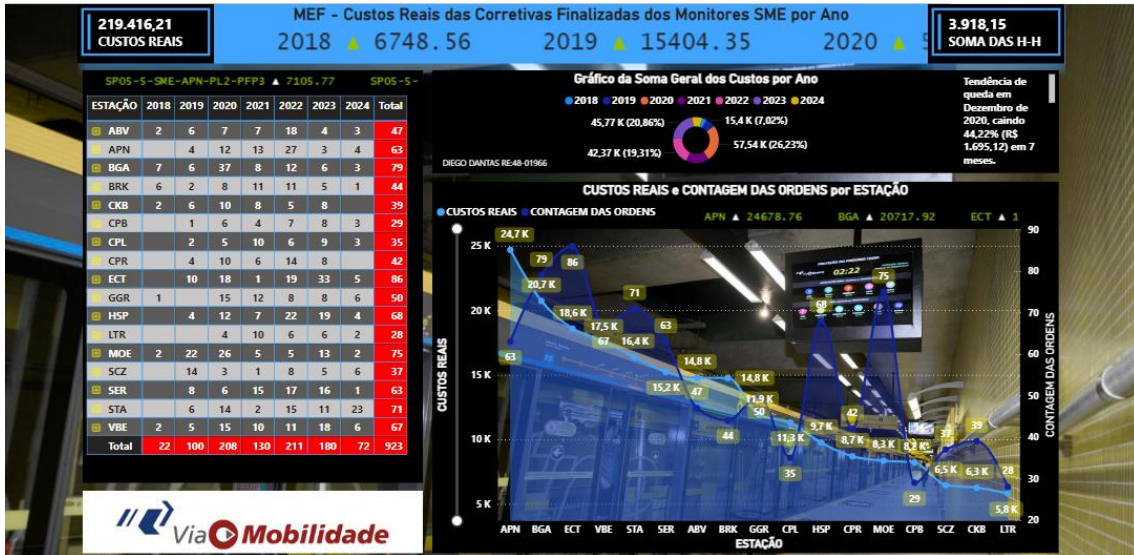 219.416,21
CUSTOS REAIS
MEF - Custos Reais das Corretivas Finalizadas dos Monitores SME por Ano
2018 ▲ 6748.56 2019 ▲ 15404.35 2020 ▲
3.918,15
SOMA DAS H-H
SPOS-5-SME-APN-PL2-PFP3 ▲ 7105.77 SPOS-5-
ESTAÇÃO 2018 2019 2020 2021 2022 2023 2024 Total
ABV 2 6 7 7 18 4 3 47
APN 4 12 13 27 3 4 63
BGA 7 6 37 8 12 6 3 79
BRK 6 2 8 11 11 5 1 44
CKB 2 6 10 8 5 8 39
CPB 1 6 4 7 8 3 29
CPL 2 5 10 6 9 3 35
CPR 4 10 6 14 8 42
ECT 10 18 1 19 33 5 86
GGR 1 15 12 8 8 6 50
HSP 4 12 7 22 19 4 68
LTR 4 10 6 6 2 28
MOE 2 22 26 5 5 13 2 75
SCZ 14 3 1 8 5 6 37
SER 8 6 15 17 16 1 63
STA 6 14 2 15 11 23 71
VBE 2 5 15 10 11 18 6 67
Total 22 100 208 130 211 180 72 923
ViaMobilidade
Gráfico da Soma Geral dos Custos por Ano
2018 2019 2020 2021 2022 2023 2024
45,77 K (20,86%) 15,4 K (7,02%)
42,37 K (19,31%) 57,54 K (26,23%)
DIEGO DANTAS RE:48-01966
Tendência de
queda em
Dezembro de
2020, caindo
44,22% (R$
1.695,12) em 7
meses.
CUSTOS REAIS e CONTAGEM DAS ORDENS por ESTAÇÃO
CUSTOS REAIS CONTAGEM DAS ORDENS
APN ▲ 24678.76 BGA ▲ 20717.92 ECT ▲ 1
CUSTOS REAIS
25 K
20 K
15 K
10 K
5 K
24,7 K
20,7 K
18,6 K
17,5 K
16,4 K
15,2 K
14,8 K
14,8 K
11,9 K
11,3 K
9,7 K
8,7 K
8,3 K
8,2 K
6,5 K
6,3 K
5,8 K
63
79
86
67
71
63
47
44
50
35
68
42
75
29
37
39
28
02:22
90
80
70
60
50
40
30
20
CONTAGEM DAS ORDENS
APN BGA ECT VBE STA SER ABV BRK GGR CPL HSP CPR MOE CPB SCZ CKB LTR
ESTAÇÃO